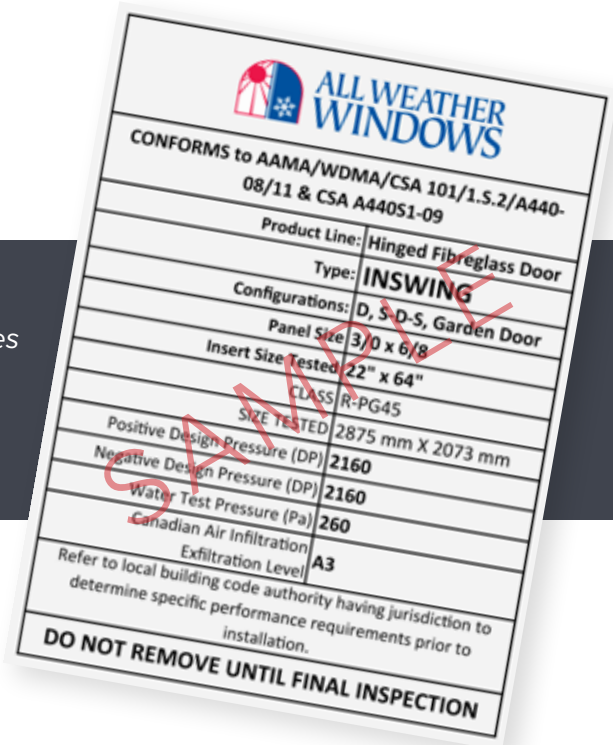 ALL WEATHER
WINDOWS
CONFORMS to AAMA/WDMA/CSA 101/1.S.2/A440-
08/11 & CSA A440S1-09
Product Line: Hinged Fibreglass Door
Type: INSWING
Configurations: D, S-D-S, Garden Door
Panel Size 3/0 x 6/8
Insert Size Tested 22" x 64"
CLASS R-PG45
SIZE TESTED 2875 mm X 2073 mm
Positive Design Pressure (DP) 2160
Negative Design Pressure (DP) 2160
Water Test Pressure (Pa) 260
Canadian Air Infiltration
Exfiltration Level A3
Refer to local building code authority having jurisdiction to
determine specific performance requirements prior to
installation.
DO NOT REMOVE UNTIL FINAL INSPECTION
SAMPLE
es